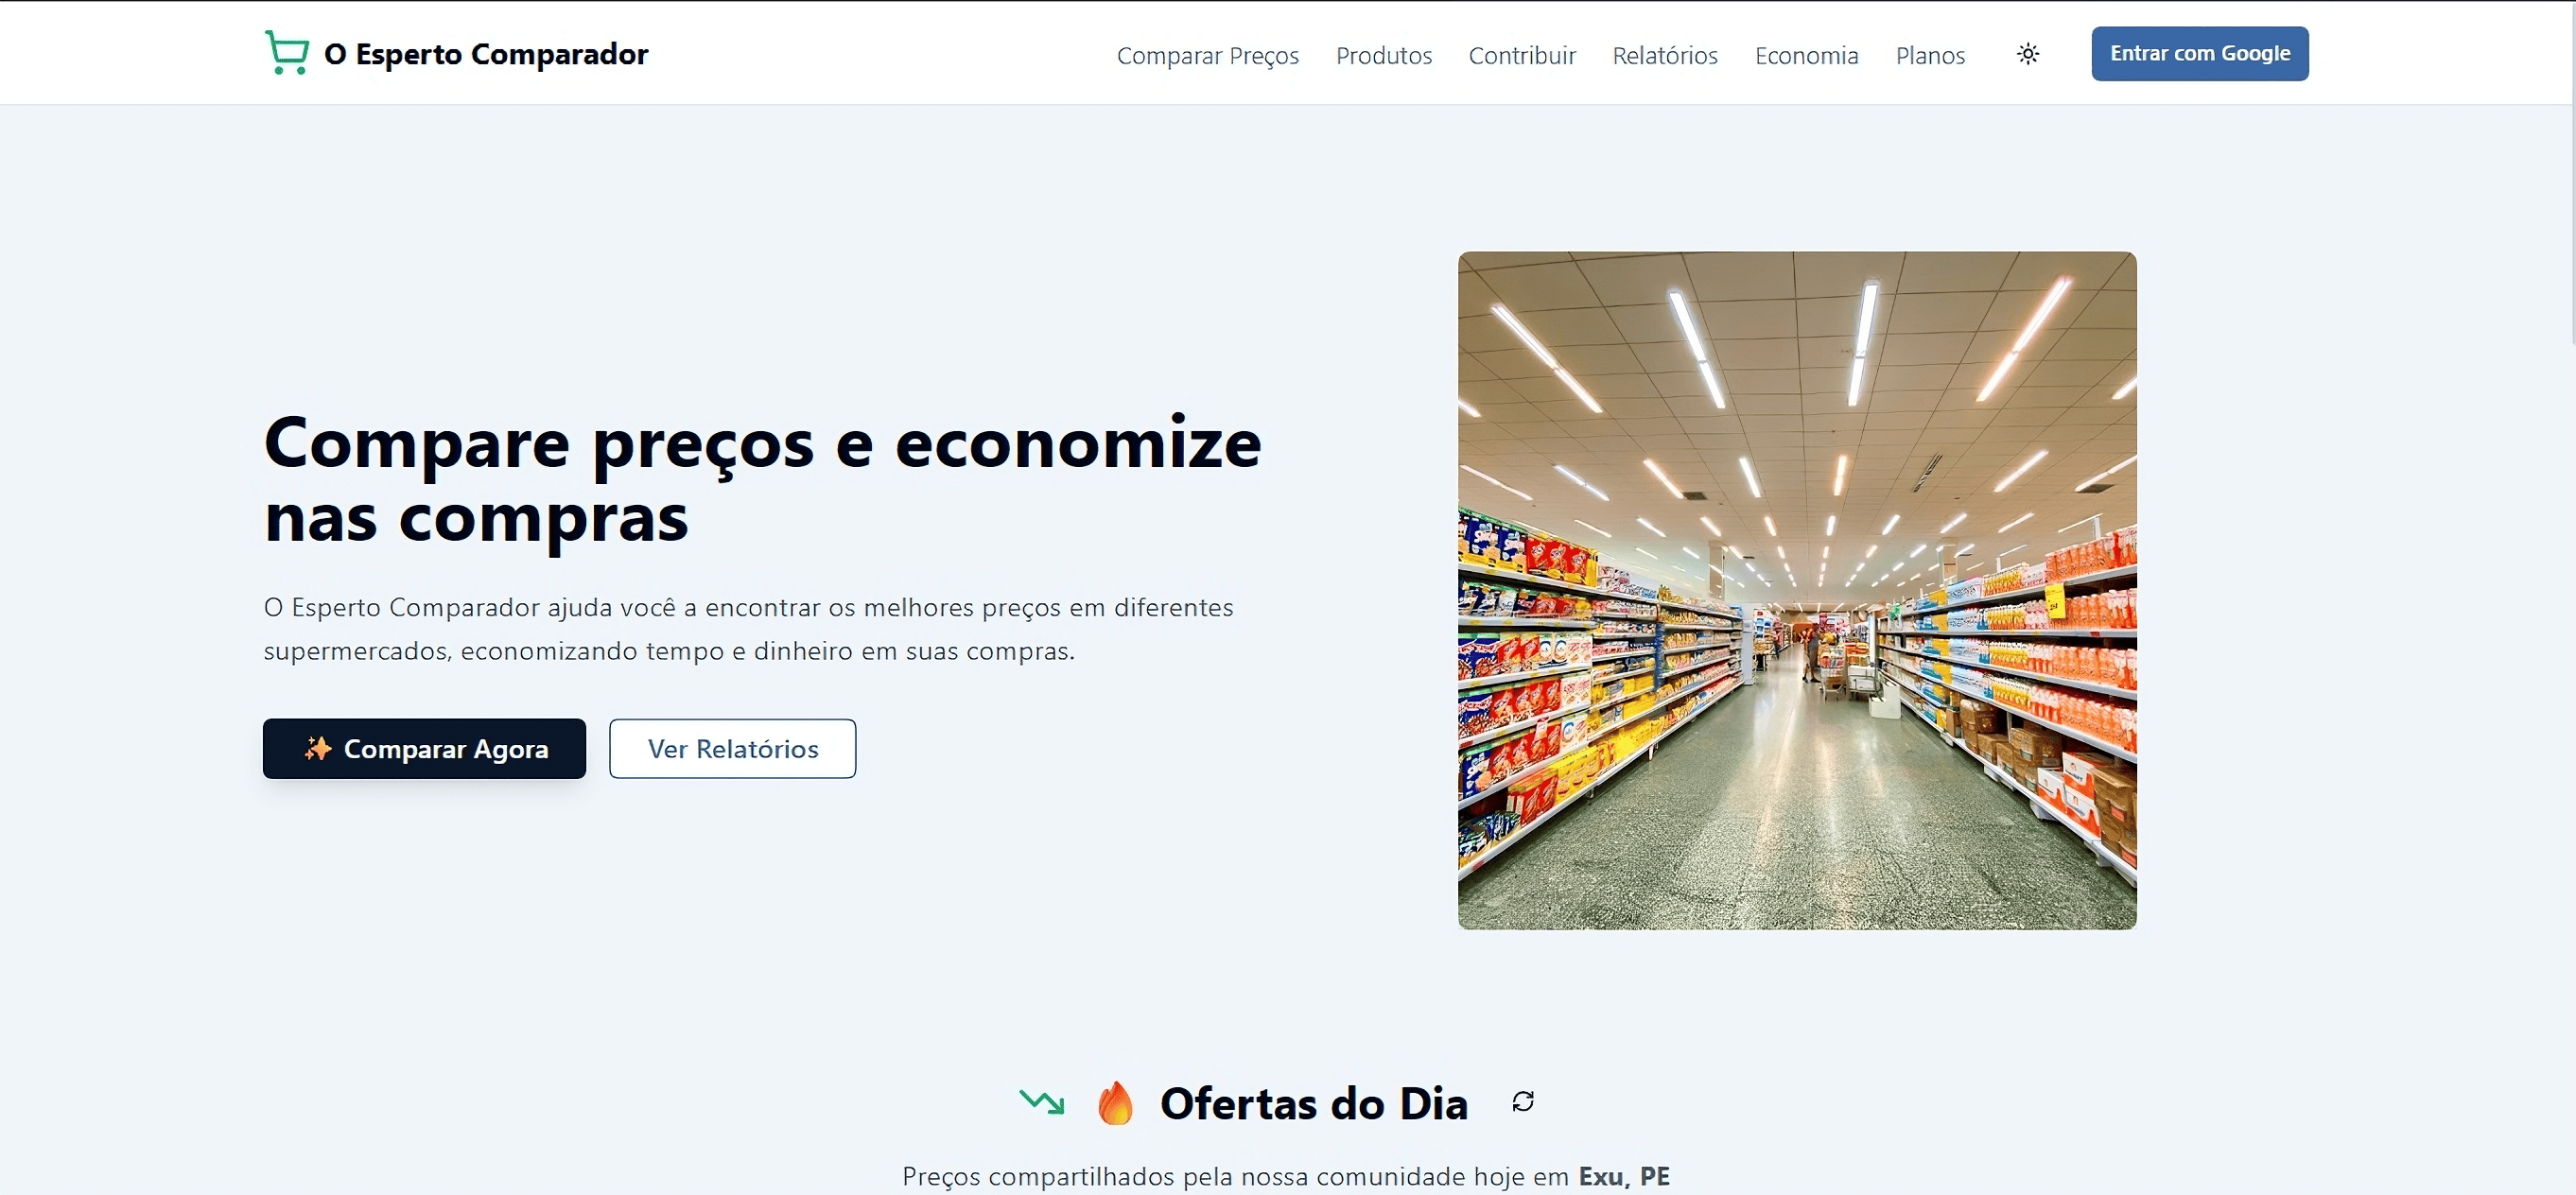 O Esperto Comparador
Comparar Preços
Produtos
Contribuir
Relatórios
Economia
Planos
Entrar com Google
Compare preços e economize
nas compras
O Esperto Comparador ajuda você a encontrar os melhores preços em diferentes
supermercados, economizando tempo e dinheiro em suas compras.
Comparar Agora
Ver Relatórios
Ofertas do Dia
Preços compartilhados pela nossa comunidade hoje em Exu, PE